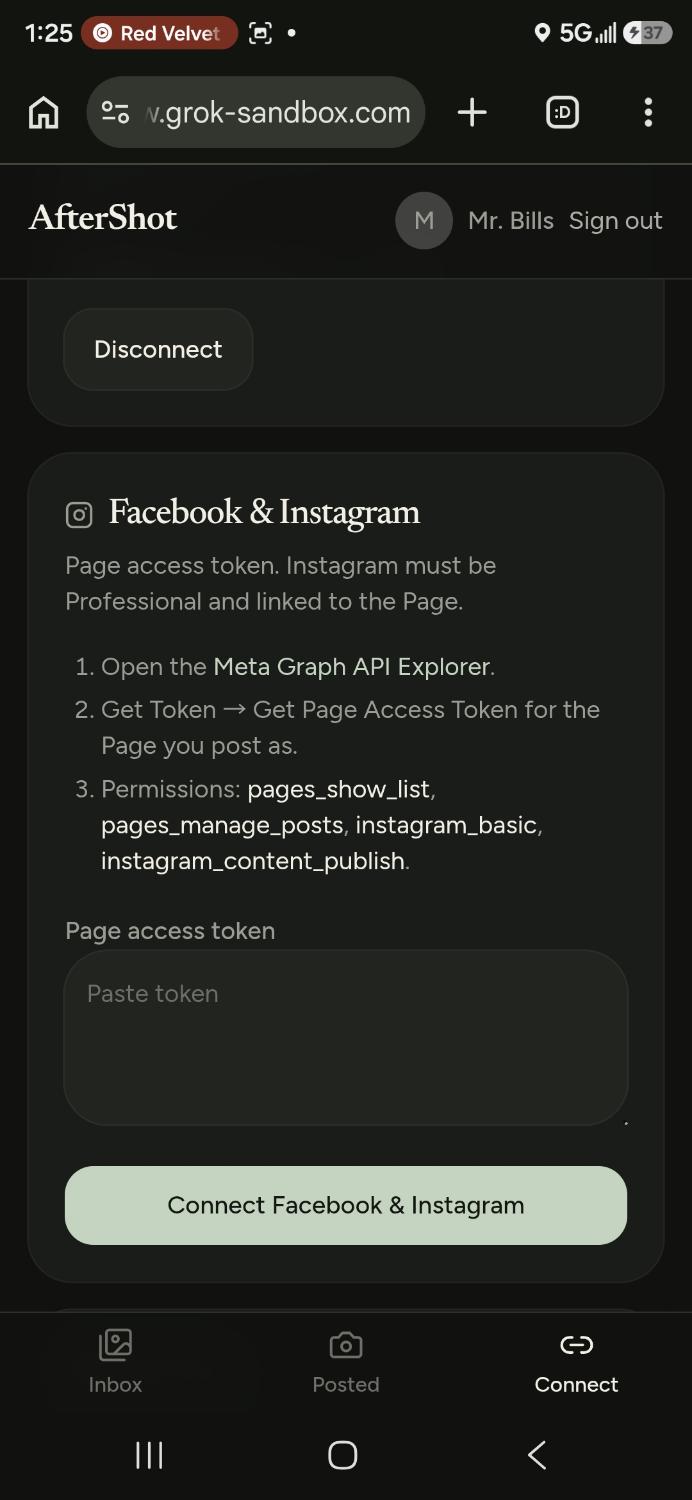 1:25 Red Velvet 5G 37
w.grok-sandbox.com :D
AfterShot M Mr. Bills Sign out
Disconnect
Facebook & Instagram
Page access token. Instagram must be
Professional and linked to the Page.
1. Open the Meta Graph API Explorer.
2. Get Token → Get Page Access Token for the
Page you post as.
3. Permissions: pages_show_list,
pages_manage_posts, instagram_basic,
instagram_content_publish.
Page access token
Paste token
Connect Facebook & Instagram
Inbox Posted Connect